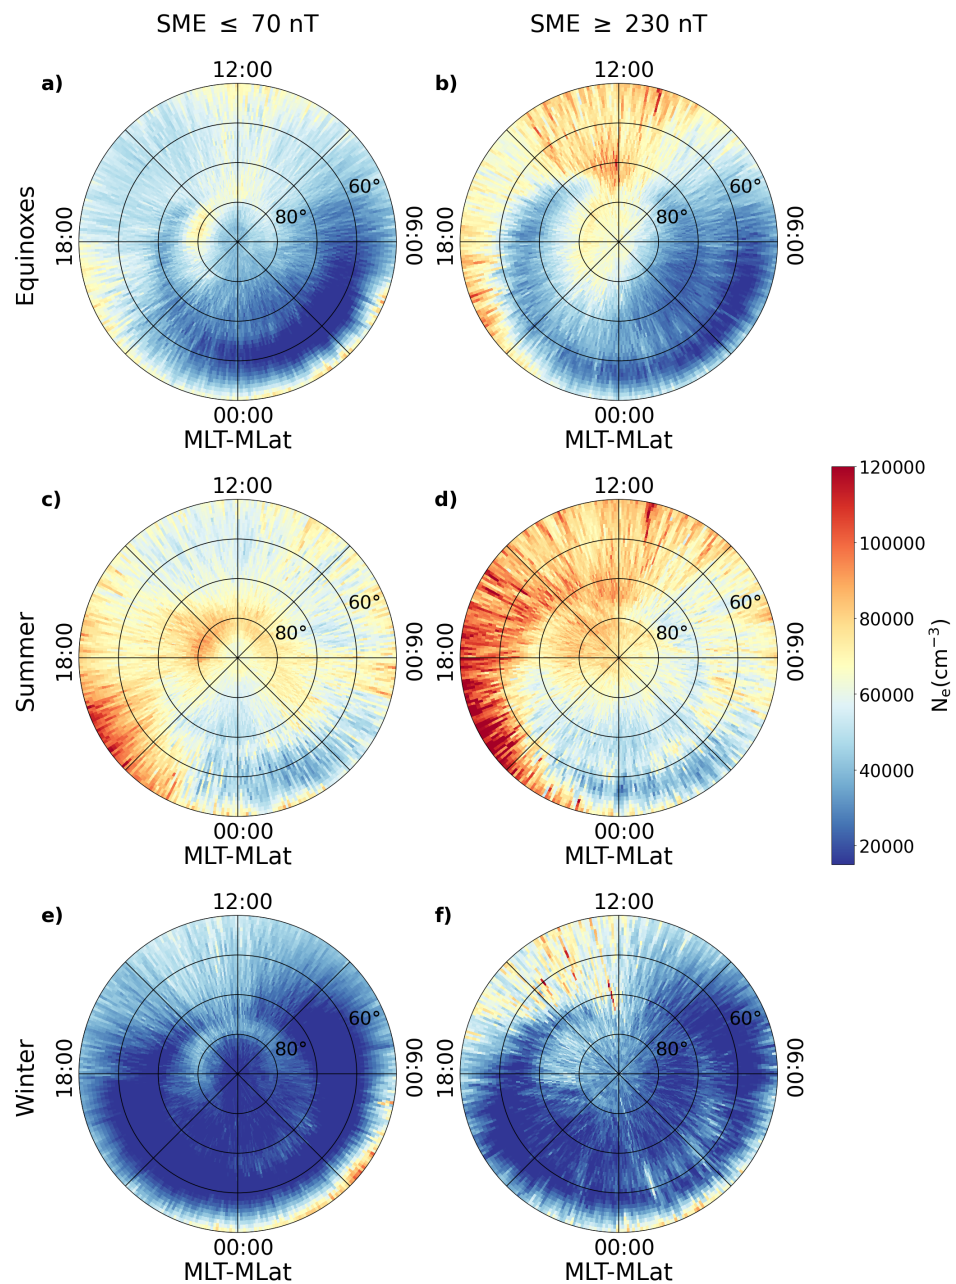 SME ≤ 70 nT
SME ≥ 230 nT
a)
12:00
b)
12:00
Equinoxes
18:00
60°
80°
06:00
18:00
60°
80°
06:00
00:00
MLT-MLat
00:00
MLT-MLat
c)
12:00
d)
12:00
Summer
18:00
60°
80°
06:00
18:00
60°
80°
06:00
00:00
MLT-MLat
00:00
MLT-MLat
120000
100000
80000
60000
40000
20000
Nₑ(cm⁻³)
e)
12:00
f)
12:00
Winter
18:00
60°
80°
06:00
18:00
60°
80°
06:00
00:00
MLT-MLat
00:00
MLT-MLat